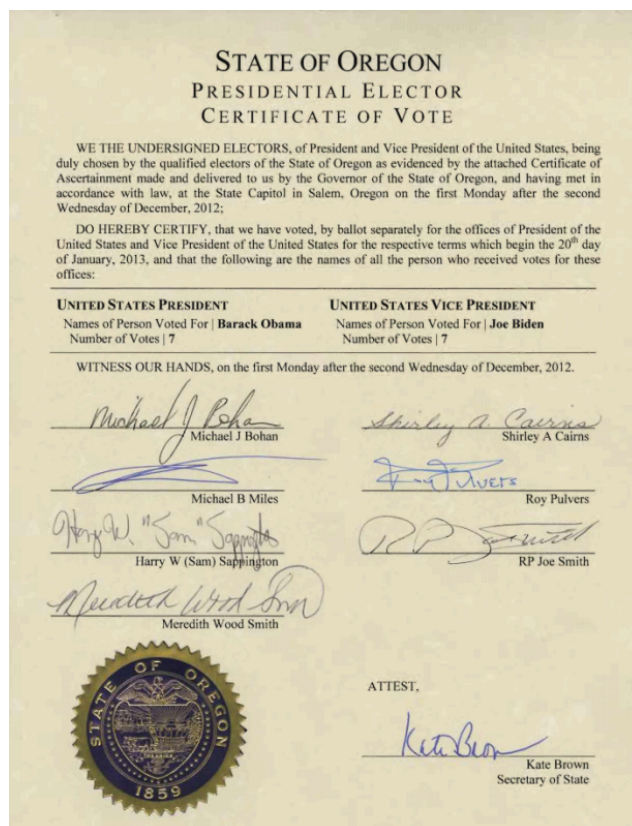 STATE OF OREGON
PRESIDENTIAL ELECTOR
CERTIFICATE OF VOTE
WE THE UNDERSIGNED ELECTORS, of President and Vice President of the United States, being
duly chosen by the qualified electors of the State of Oregon as evidenced by the attached Certificate of
Ascertainment made and delivered to us by the Governor of the State of Oregon, and having met in
accordance with law, at the State Capitol in Salem, Oregon on the first Monday after the second
Wednesday of December, 2012;
DO HEREBY CERTIFY, that we have voted, by ballot separately for the offices of President of the
United States and Vice President of the United States for the respective terms which begin the 20th day
of January, 2013, and that the following are the names of all the person who received votes for these
offices:
UNITED STATES PRESIDENT UNITED STATES VICE PRESIDENT
Names of Person Voted For | Barack Obama Names of Person Voted For | Joe Biden
Number of Votes | 7 Number of Votes | 7
WITNESS OUR HANDS, on the first Monday after the second Wednesday of December, 2012.
Michael J Bohan Shirley A. Cairns
Michael J Bohan Shirley A Cairns
Roy Pulvers
Michael B Miles Roy Pulvers
Harry W. "Sam" Sappington RP Joe Smith
Harry W (Sam) Sappington RP Joe Smith
Meredith Wood Smith
Meredith Wood Smith
ATTEST,
Kate Brown
Kate Brown
Secretary of State
STATE OF OREGON
1859